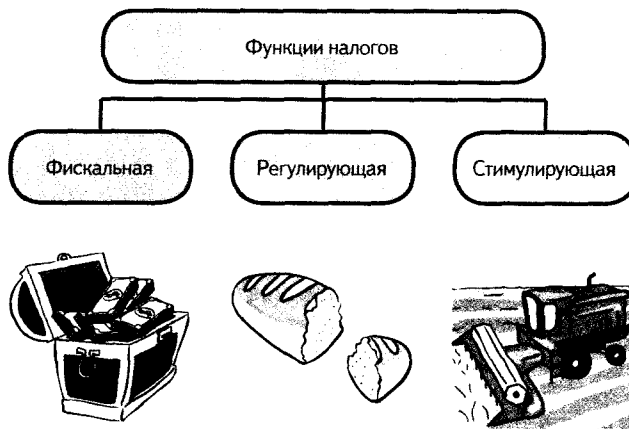 Функции налогов
Фискальная
Регулирующая
Стимулирующая